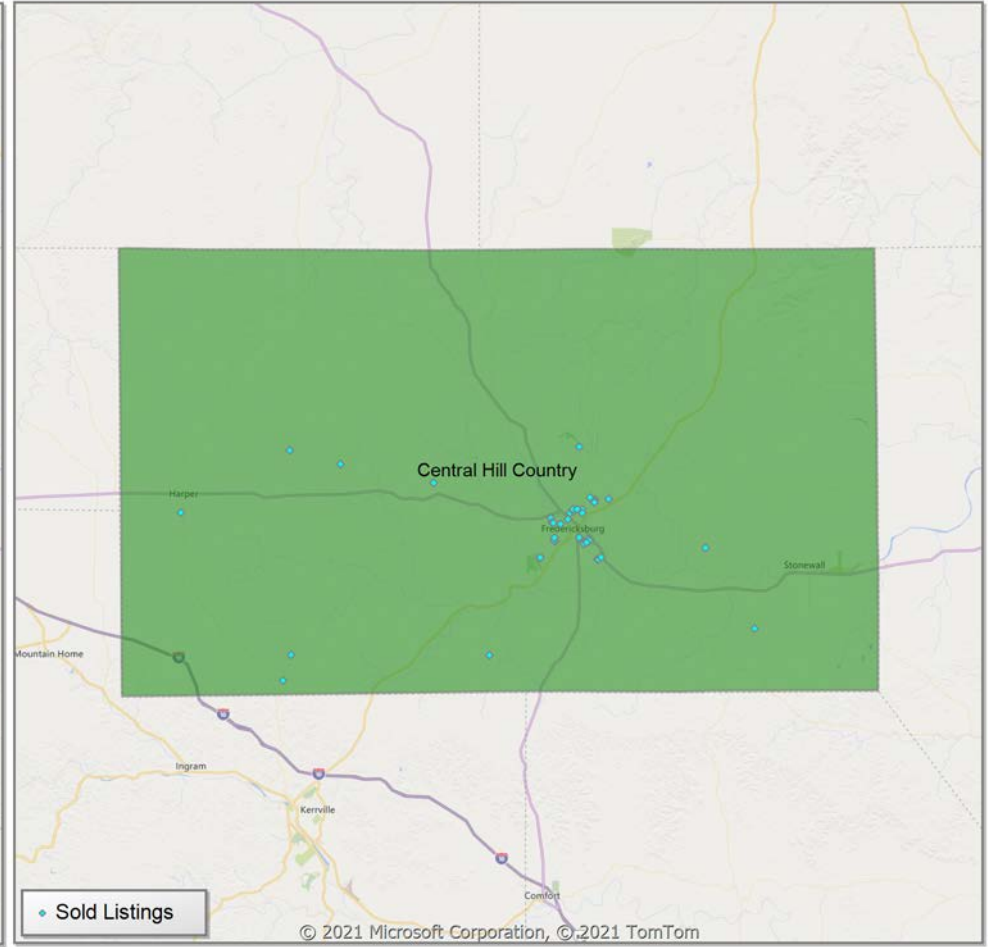 Central Hill Country
Harper
Fredericksburg
Stonewall
Mountain Home
Ingram
Kerrville
Comfort
Sold Listings
© 2021 Microsoft Corporation, © 2021 TomTom